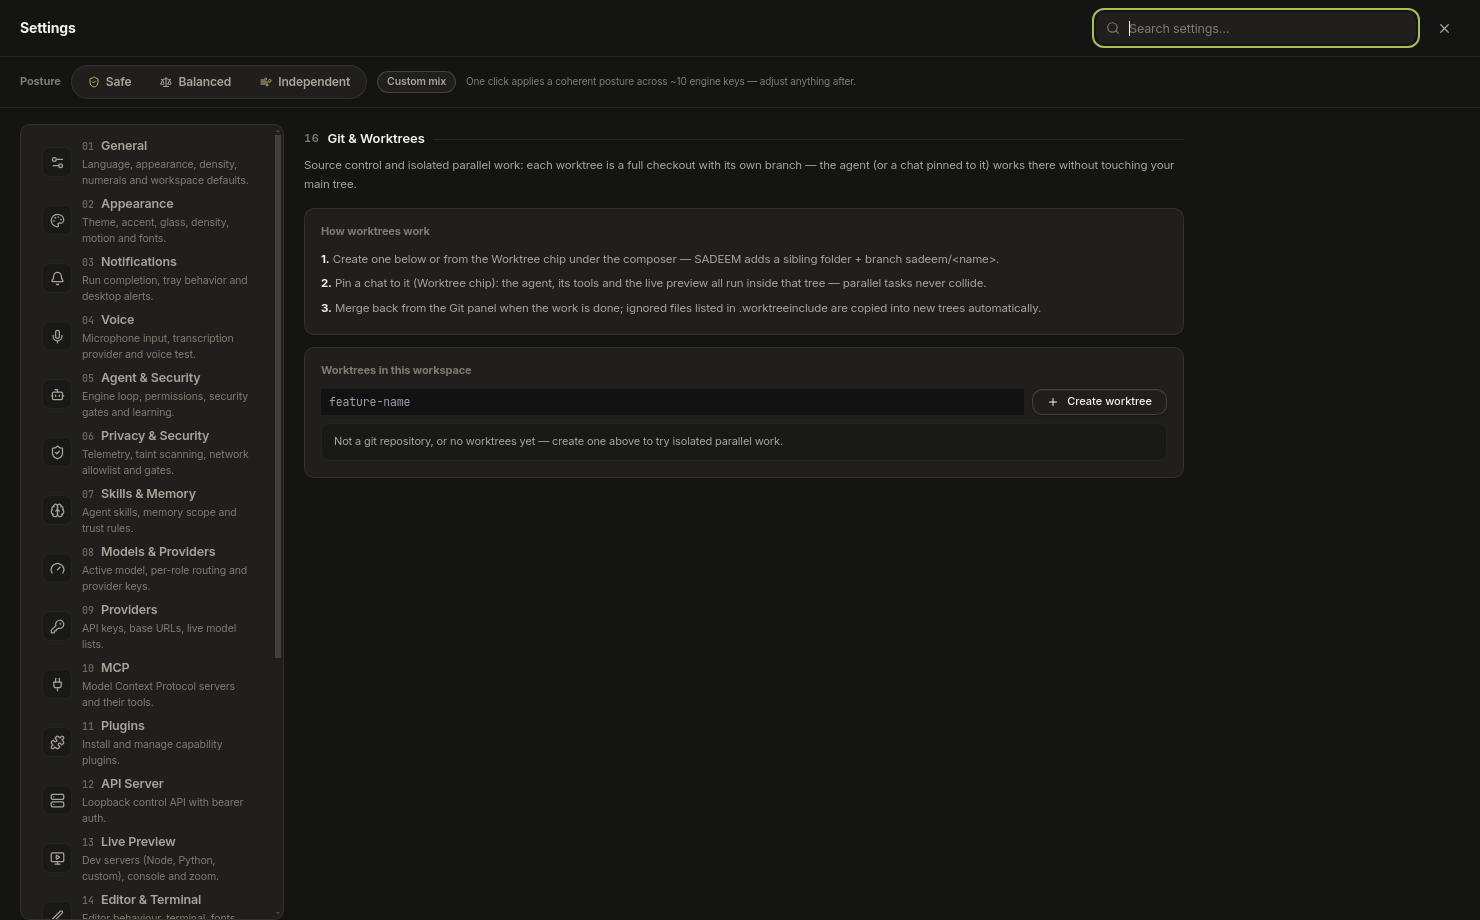 Settings
Search settings...
Posture
Safe
Balanced
Independent
Custom mix
One click applies a coherent posture across ~10 engine keys — adjust anything after.
01 General
Language, appearance, density,
numerals and workspace defaults.
02 Appearance
Theme, accent, glass, density,
motion and fonts.
03 Notifications
Run completion, tray behavior and
desktop alerts.
04 Voice
Microphone input, transcription
provider and voice test.
05 Agent & Security
Engine loop, permissions, security
gates and learning.
06 Privacy & Security
Telemetry, taint scanning, network
allowlist and gates.
07 Skills & Memory
Agent skills, memory scope and
trust rules.
08 Models & Providers
Active model, per-role routing and
provider keys.
09 Providers
API keys, base URLs, live model
lists.
10 MCP
Model Context Protocol servers
and their tools.
11 Plugins
Install and manage capability
plugins.
12 API Server
Loopback control API with bearer
auth.
13 Live Preview
Dev servers (Node, Python,
custom), console and zoom.
14 Editor & Terminal
Editor behaviour, terminal, fonts
16 Git & Worktrees
Source control and isolated parallel work: each worktree is a full checkout with its own branch — the agent (or a chat pinned to it) works there without touching your
main tree.
How worktrees work
1. Create one below or from the Worktree chip under the composer — SADEEM adds a sibling folder + branch sadeem/<name>.
2. Pin a chat to it (Worktree chip): the agent, its tools and the live preview all run inside that tree — parallel tasks never collide.
3. Merge back from the Git panel when the work is done; ignored files listed in .worktreeinclude are copied into new trees automatically.
Worktrees in this workspace
feature-name
Create worktree
Not a git repository, or no worktrees yet — create one above to try isolated parallel work.